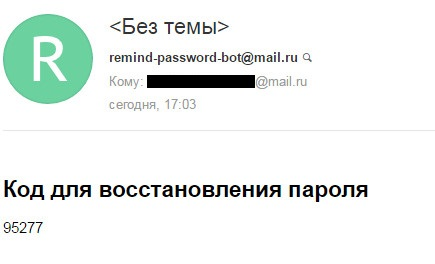 R
<Без темы>
remind-password-bot@mail.ru
Кому: @mail.ru
сегодня, 17:03
Код для восстановления пароля
95277